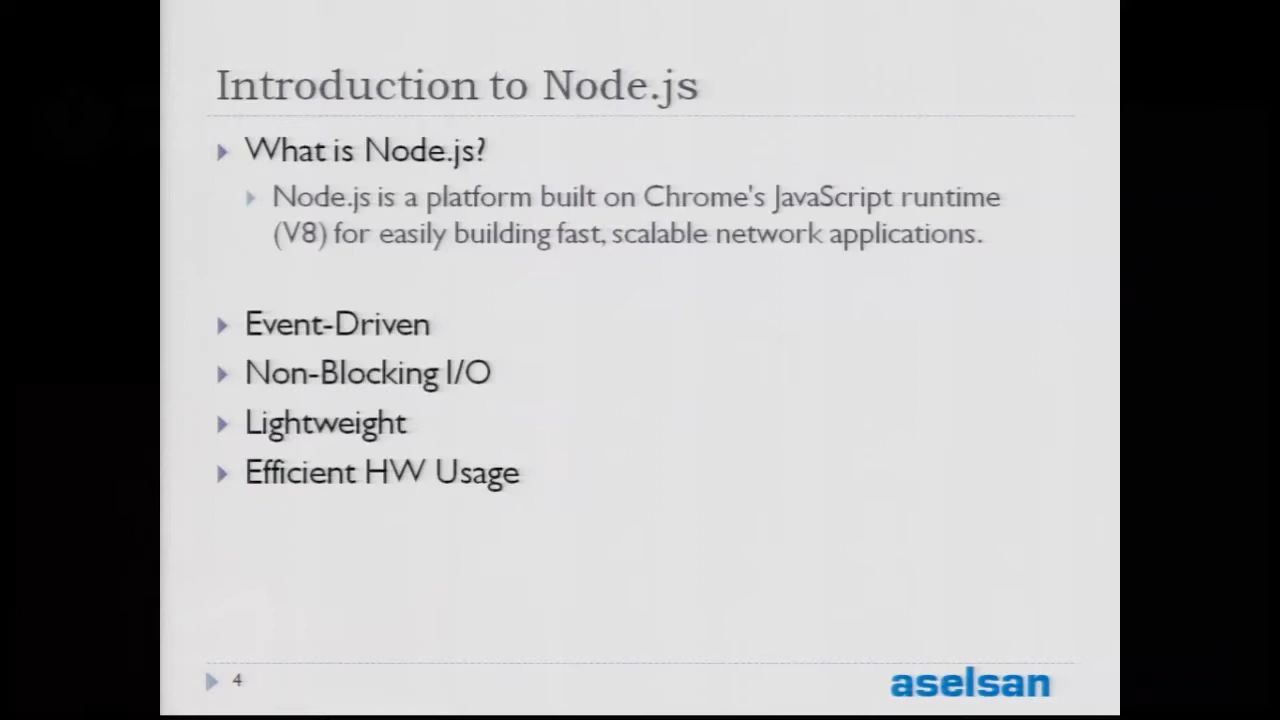 Introduction to Node.js
What is Node.js?
Node.js is a platform built on Chrome's JavaScript runtime
(V8) for easily building fast, scalable network applications.
Event-Driven
Non-Blocking I/O
Lightweight
Efficient HW Usage
4
aselsan